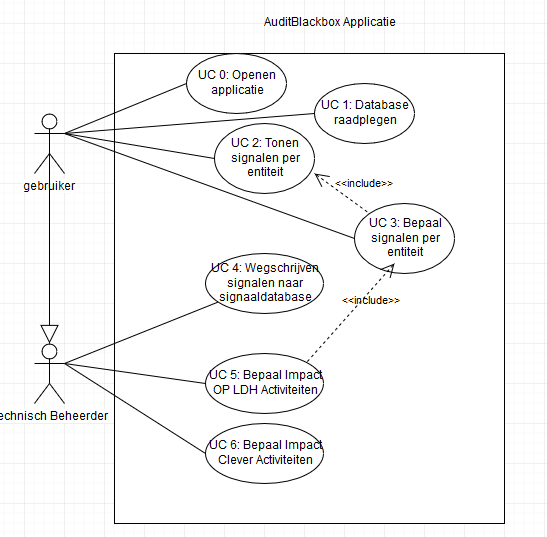 AuditBlackbox Applicatie
UC 0: Openen
applicatie
UC 1: Database
raadplegen
UC 2: Tonen
signalen per
entiteit
<<include>>
gebruiker
UC 3: Bepaal
signalen per
entiteit
UC 4: Wegschrijven
signalen naar
signaaldatabase
<<include>>
UC 5: Bepaal Impact
OP LDH Activiteiten
echnisch Beheerder
UC 6: Bepaal Impact
Clever Activiteiten